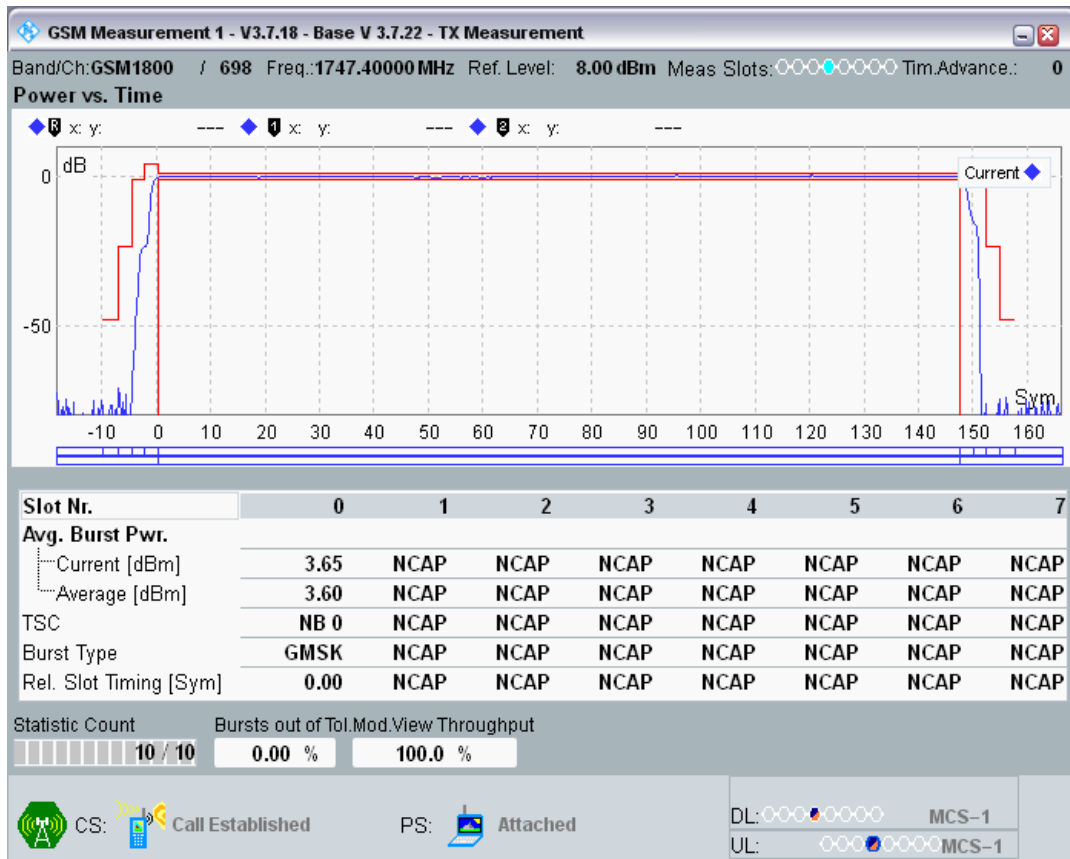 GSM Measurement 1 - V3.7.18 - Base V 3.7.22 - TX Measurement
Band/Ch:GSM1800 / 698 Freq.:1747.40000 MHz Ref. Level: 8.00 dBm Meas Slots: Tim.Advance.: 0
Power vs. Time
R x: y: --- 1 x: y: --- 2 x: y: ---
dB
0
Current
-50
Sym
-10 0 10 20 30 40 50 60 70 80 90 100 110 120 130 140 150 160
Slot Nr. 0 1 2 3 4 5 6 7
Avg. Burst Pwr.
Current [dBm] 3.65 NCAP NCAP NCAP NCAP NCAP NCAP NCAP
Average [dBm] 3.60 NCAP NCAP NCAP NCAP NCAP NCAP NCAP
TSC NB 0 NCAP NCAP NCAP NCAP NCAP NCAP NCAP
Burst Type GMSK NCAP NCAP NCAP NCAP NCAP NCAP NCAP
Rel. Slot Timing [Sym] 0.00 NCAP NCAP NCAP NCAP NCAP NCAP NCAP
Statistic Count Bursts out of Tol. Mod.View Throughput
10 / 10 0.00 % 100.0 %
CS: Call Established PS: Attached DL: MCS-1
UL: MCS-1